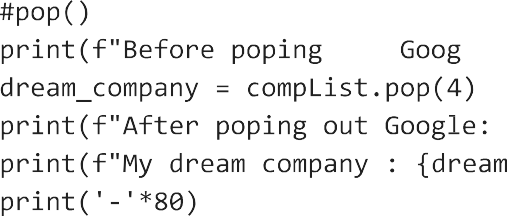 #pop()
print(f"Before poping     Goog
dream_company = compList.pop(4)
print(f"After poping out Google:
print(f"My dream company : {dream
print('-'*80)